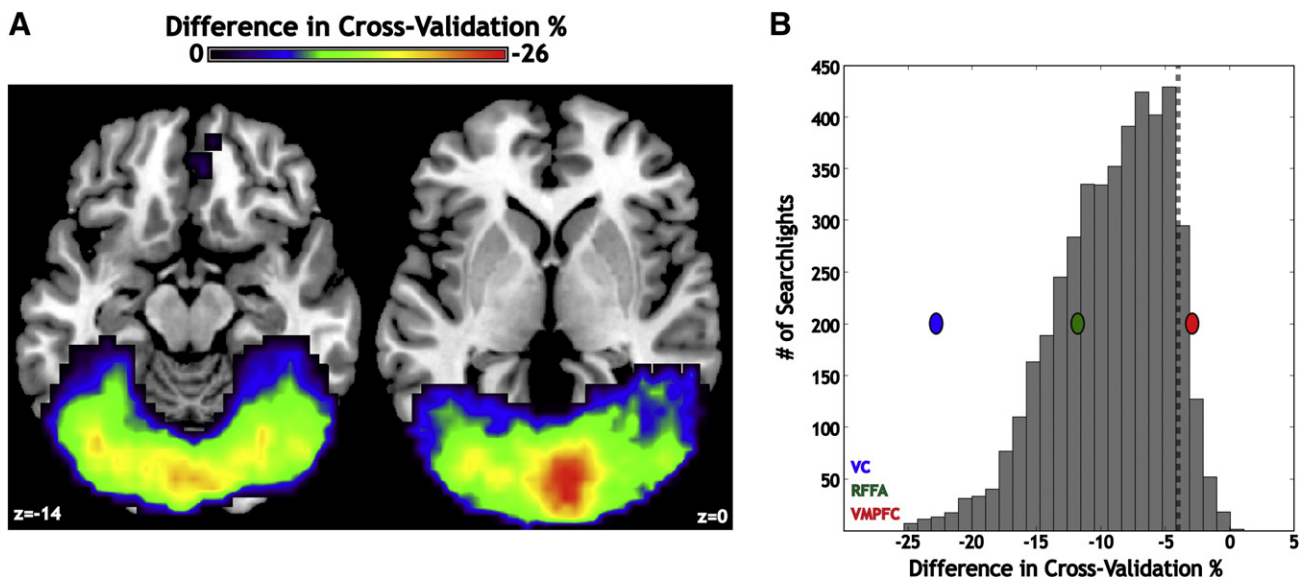 A
Difference in Cross-Validation %
0
-26
z=-14
z=0
B
# of Searchlights
450
400
350
300
250
200
150
100
50
VC
RFFA
VMPFC
-25
-20
-15
-10
-5
0
5
Difference in Cross-Validation %